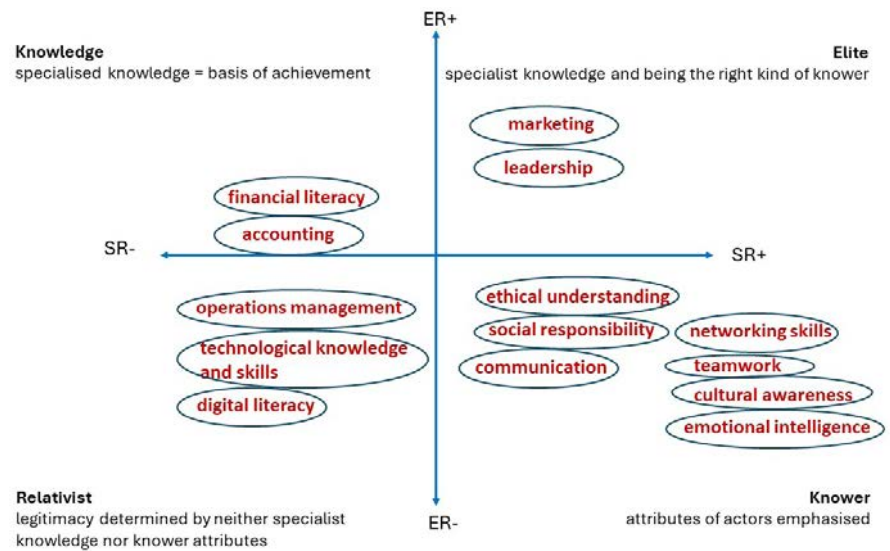 ER+
Knowledge
specialised knowledge = basis of achievement
Elite
specialist knowledge and being the right kind of knower
marketing
leadership
financial literacy
accounting
SR-
SR+
operations management
technological knowledge
and skills
digital literacy
ethical understanding
social responsibility
communication
networking skills
teamwork
cultural awareness
emotional intelligence
Relativist
legitimacy determined by neither specialist
knowledge nor knower attributes
ER-
Knower
attributes of actors emphasised